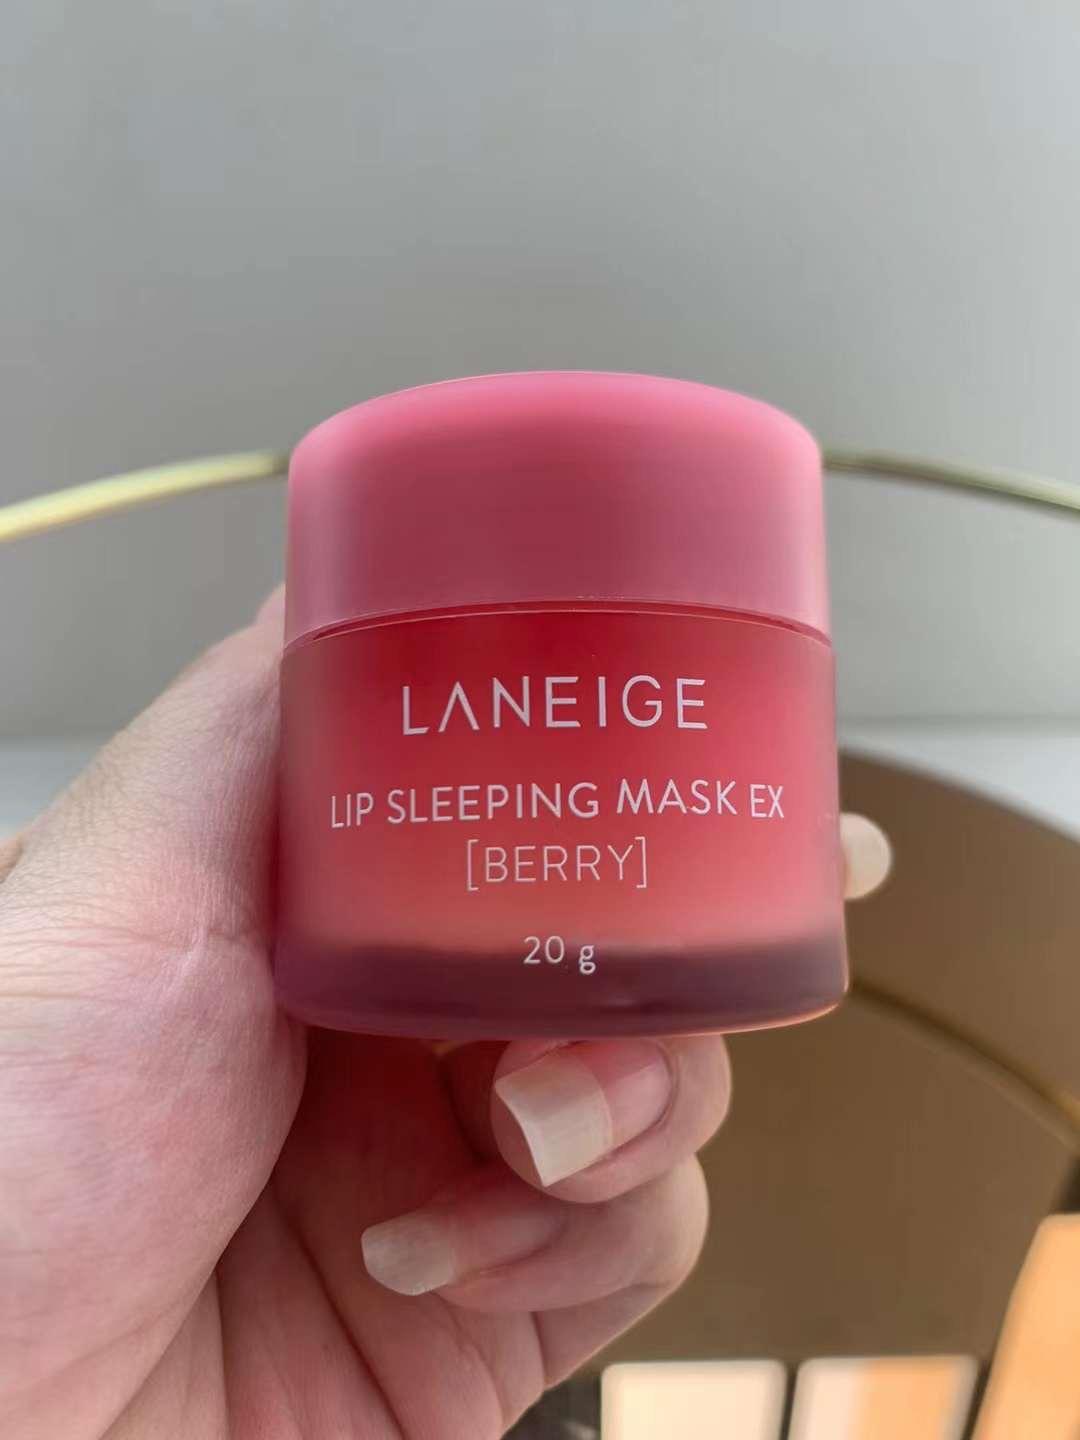 LANEIGE
LIP SLEEPING MASK EX
[BERRY]
20 g